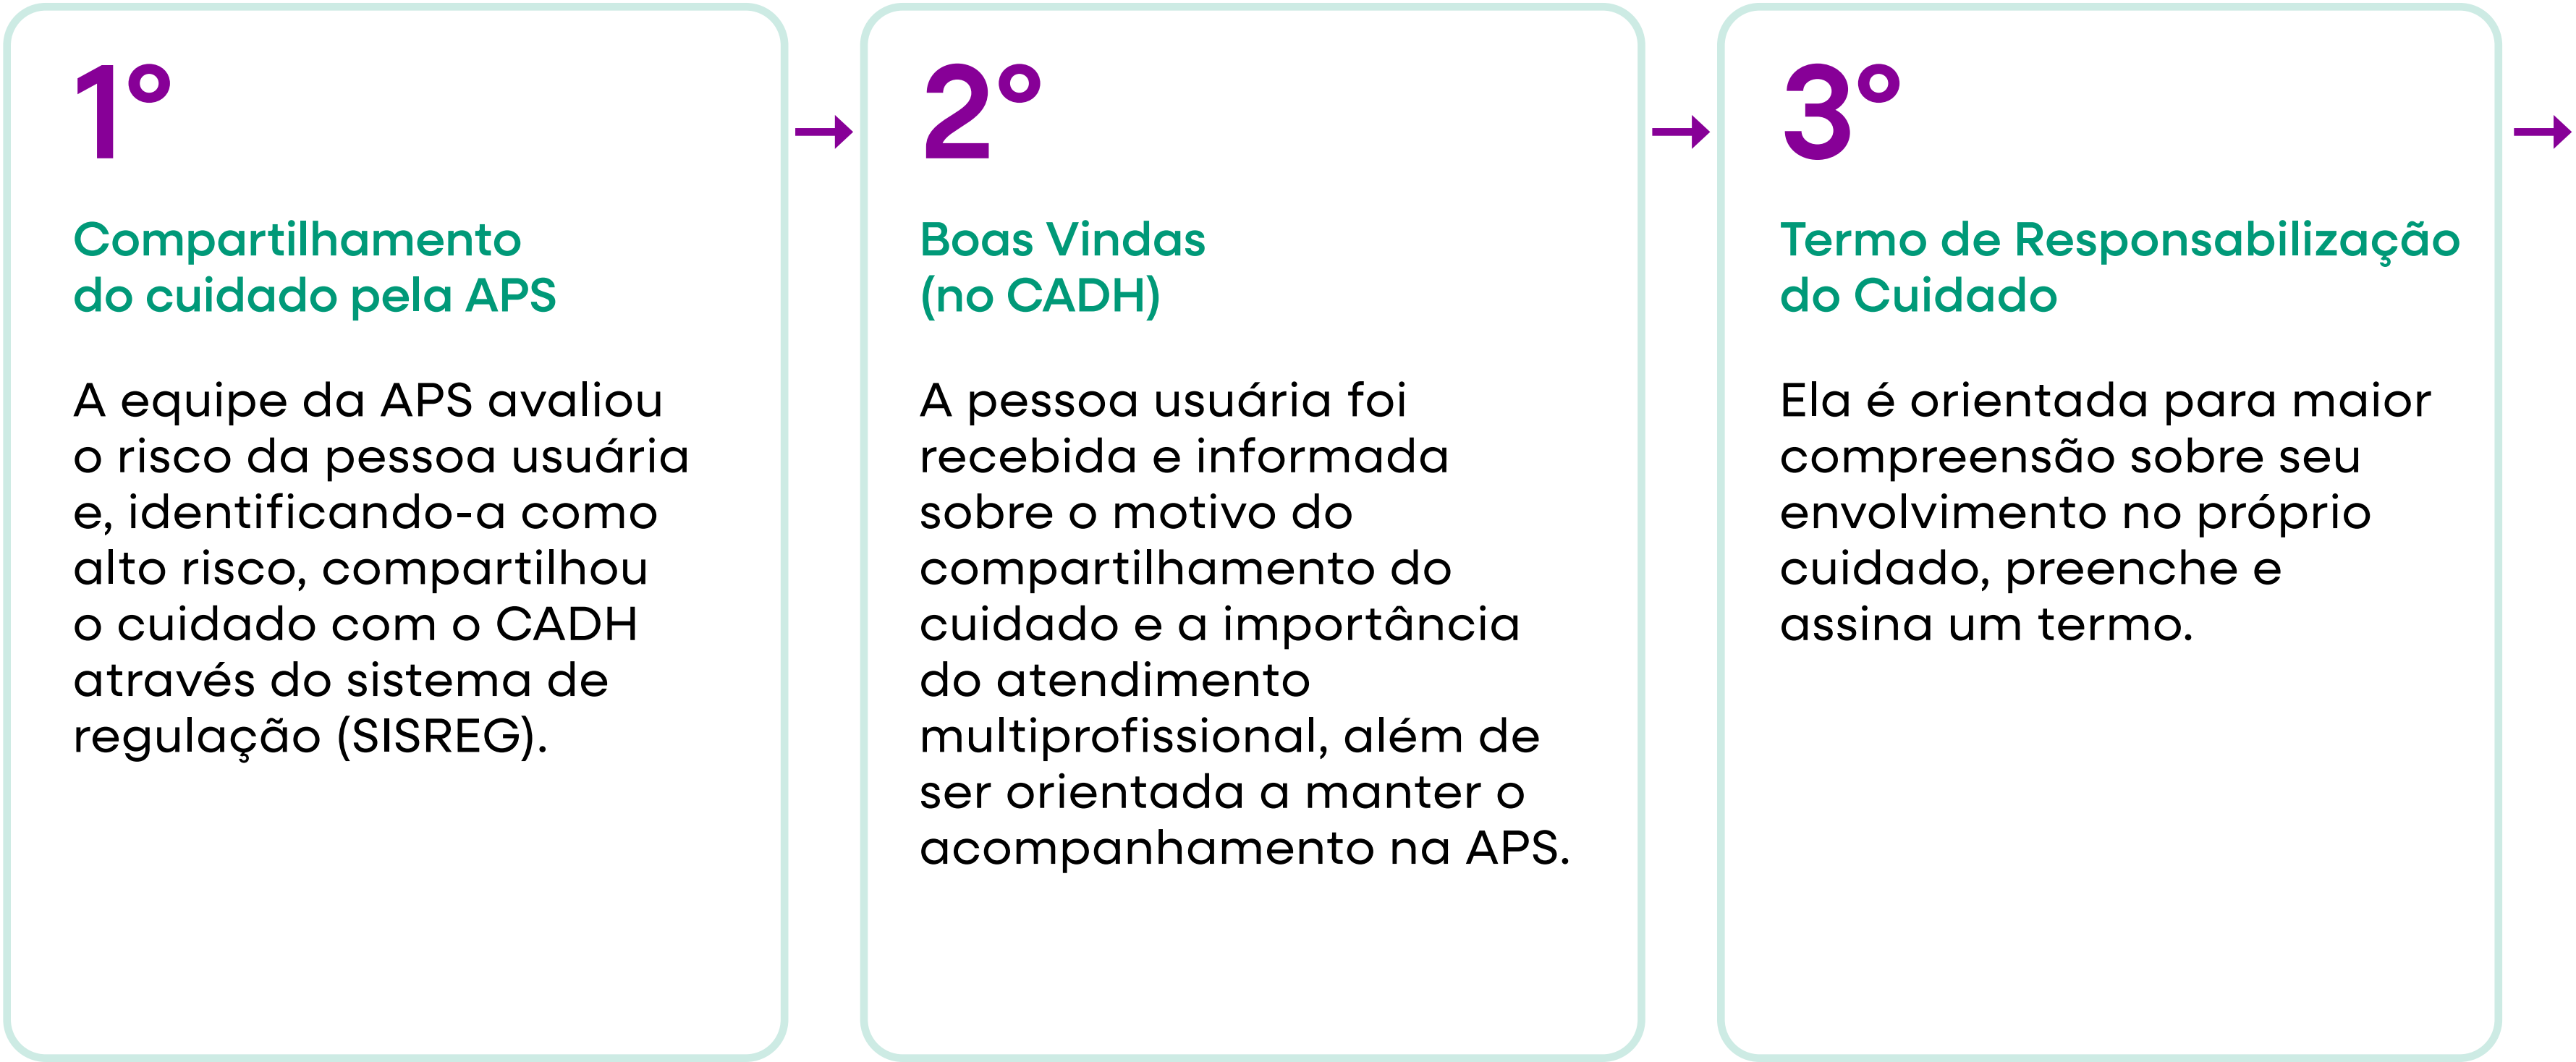 1º
Compartilhamento
do cuidado pela APS
A equipe da APS avaliou
o risco da pessoa usuária
e, identificando-a como
alto risco, compartilhou
o cuidado com o CADH
através do sistema de
regulação (SISREG).
2º
Boas Vindas
(no CADH)
A pessoa usuária foi
recebida e informada
sobre o motivo do
compartilhamento do
cuidado e a importância
do atendimento
multiprofissional, além de
ser orientada a manter o
acompanhamento na APS.
3º
Termo de Responsabilização
do Cuidado
Ela é orientada para maior
compreensão sobre seu
envolvimento no próprio
cuidado, preenche e
assina um termo.